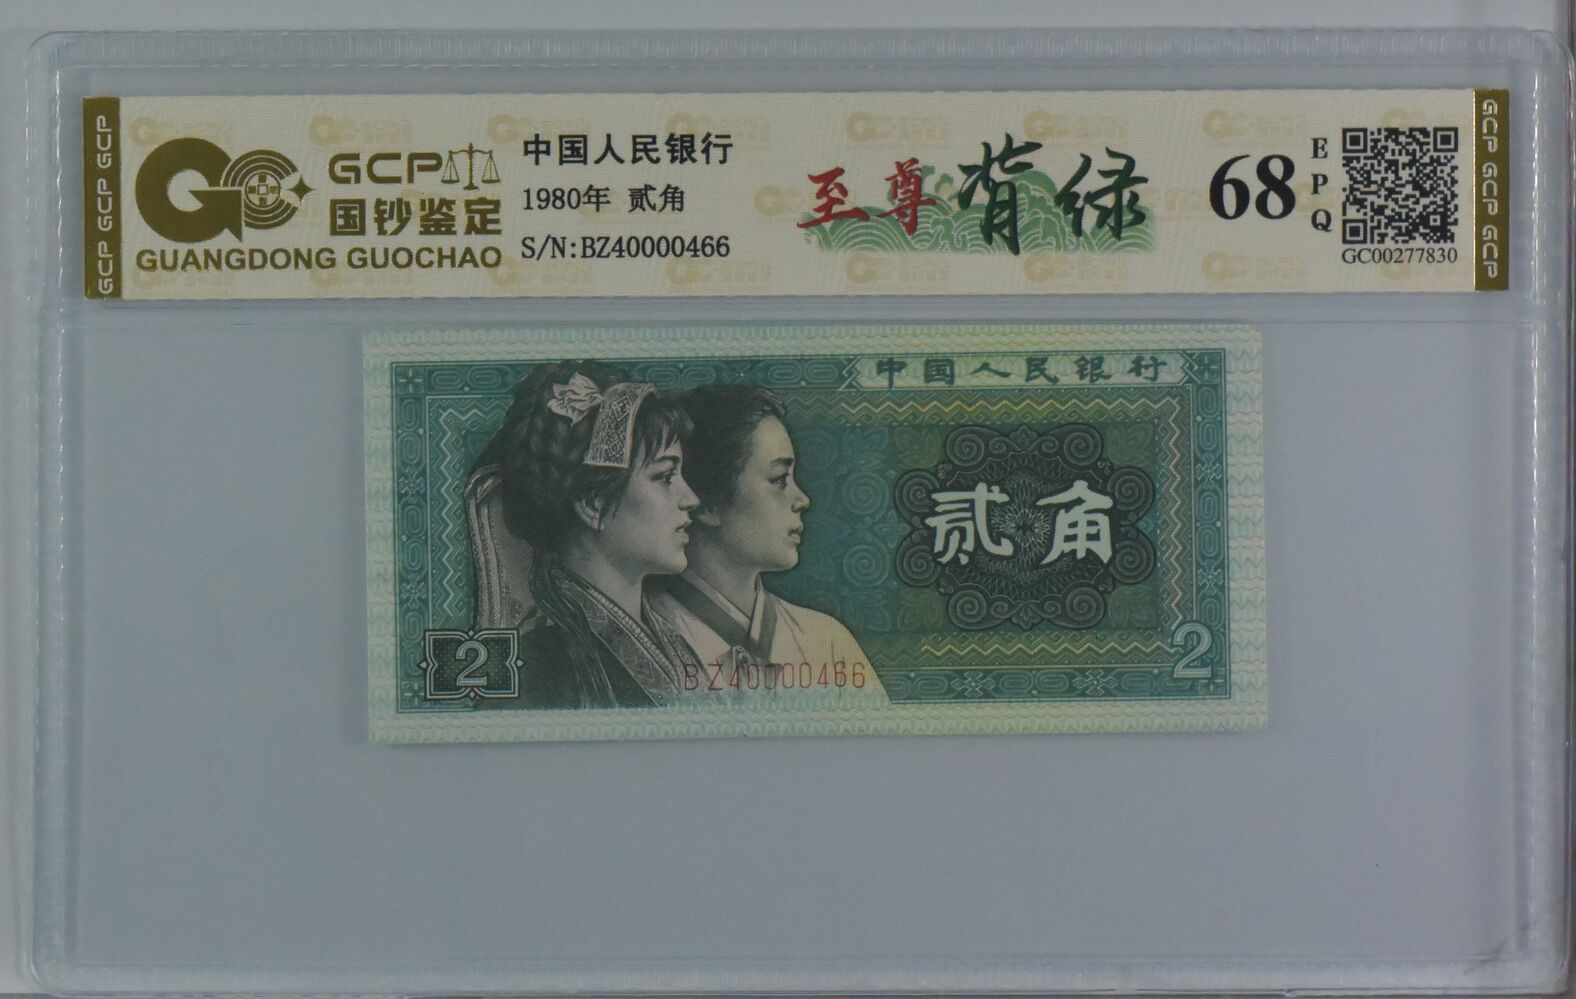 GCP GCP GCP
GCP
国钞鉴定
GUANGDONG GUOCHAO
中国人民银行
1980年 贰角
S/N:BZ40000466
至尊背绿
68
EPQ
GC00277830
GCP GCP GCP
中国人民银行
贰角
2
2
BZ40000466